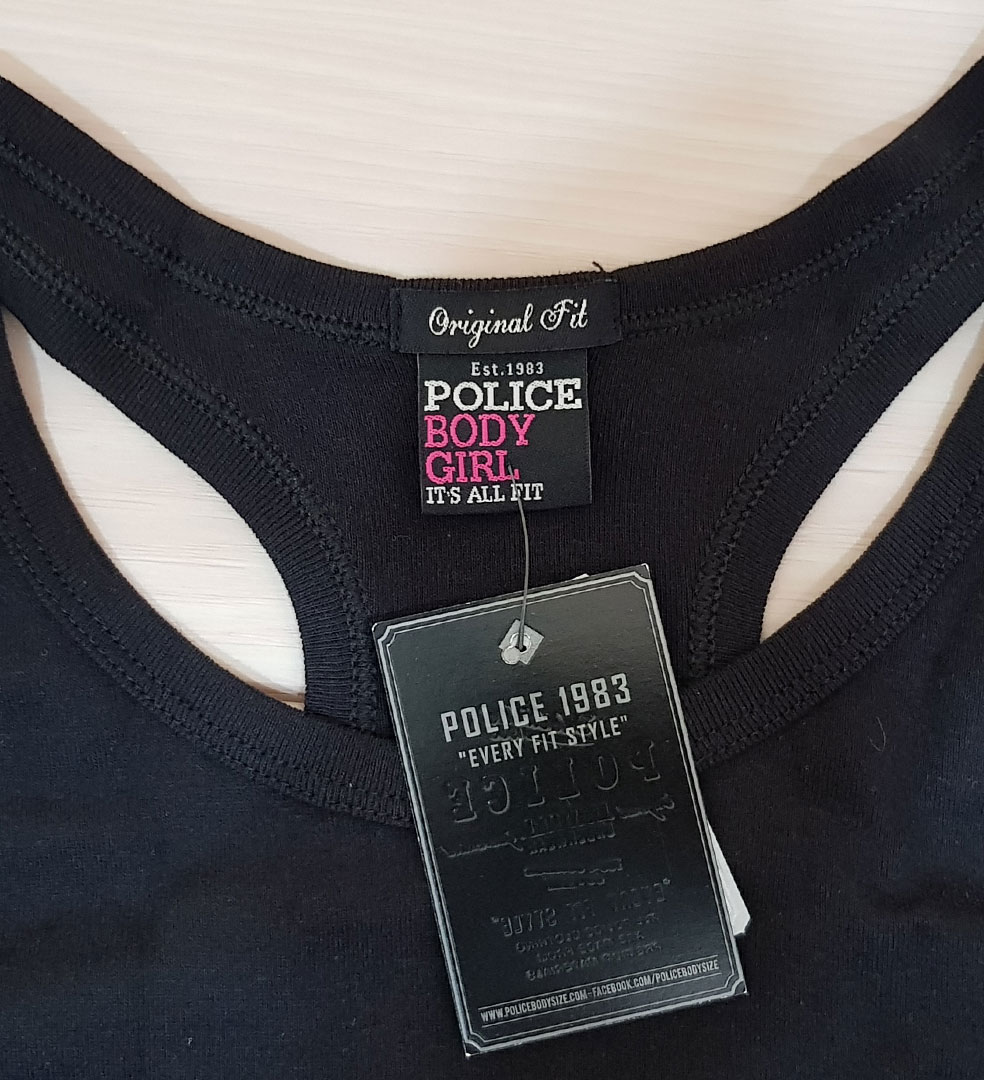 Original Fit
Est.1983
POLICE
BODY
GIRL
IT'S ALL FIT
POLICE 1983
"EVERY FIT STYLE"
POLICE
WWW.POLICEBODYSIZE.COM-FACEBOOK.COM/POLICEBODYSIZE